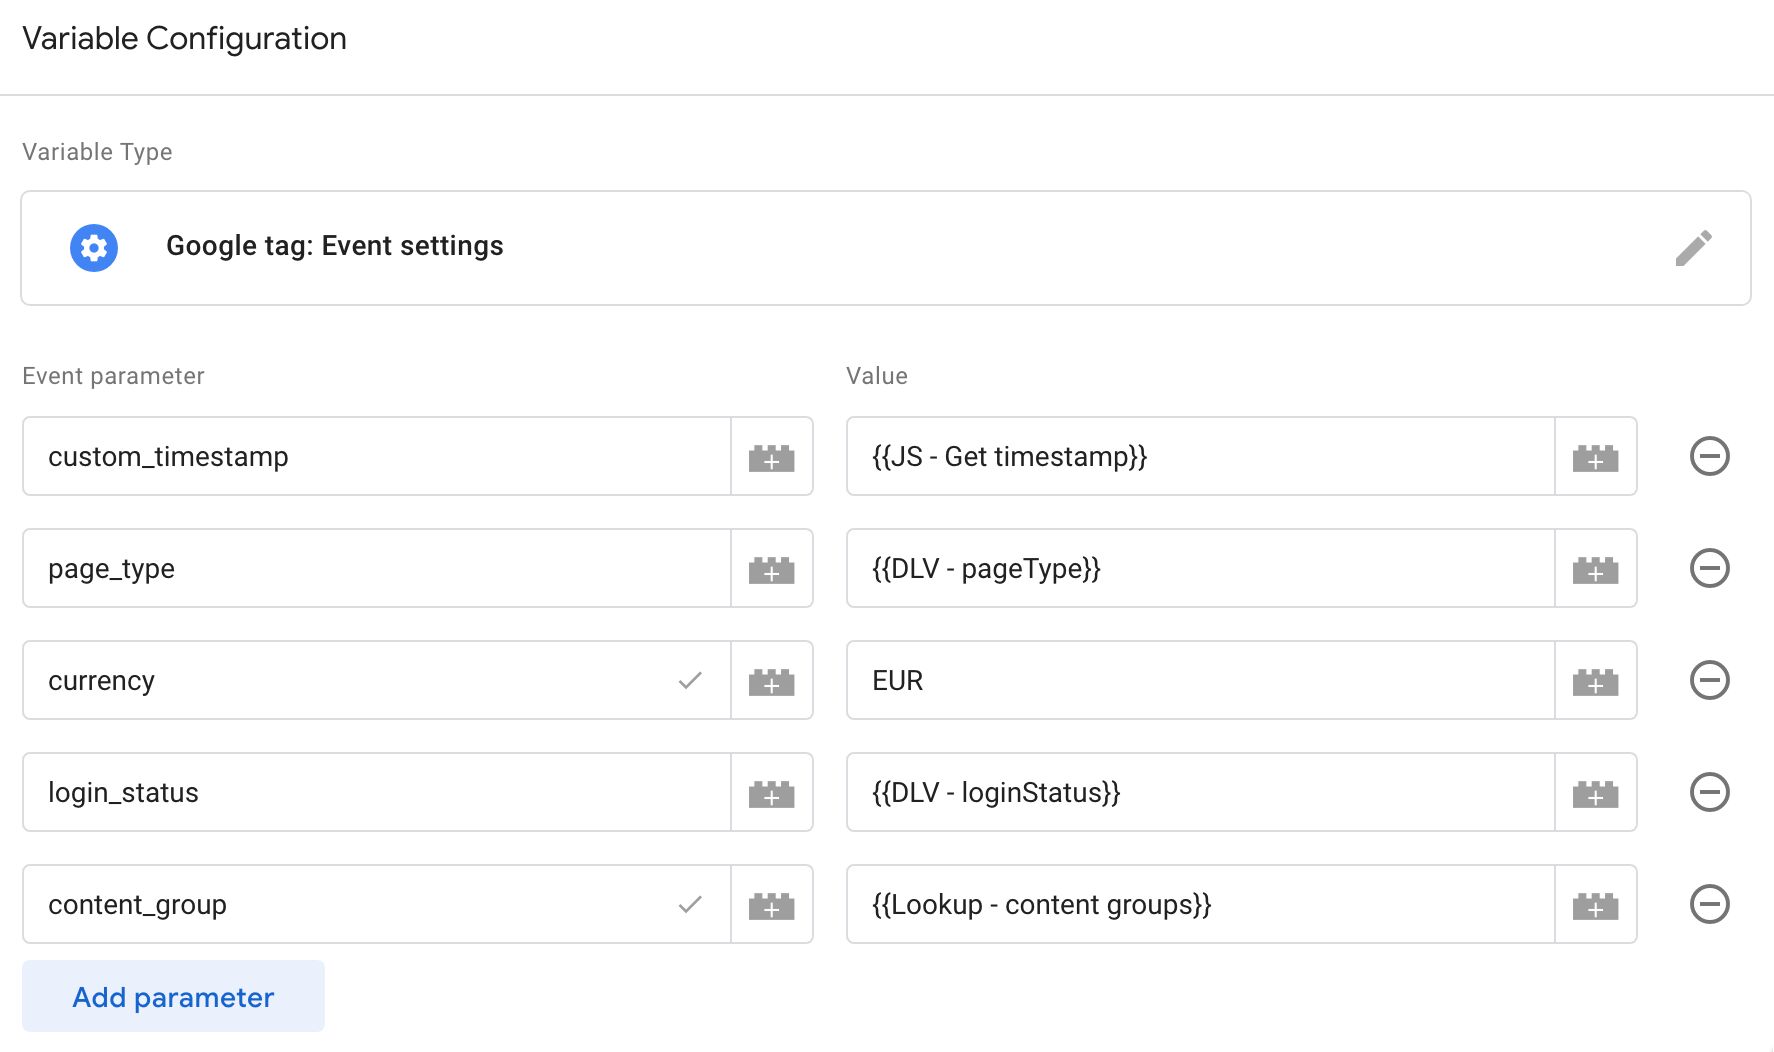 Variable Configuration
Variable Type
Google tag: Event settings
Event parameter Value
custom_timestamp {{JS - Get timestamp}}
page_type {{DLV - pageType}}
currency EUR
login_status {{DLV - loginStatus}}
content_group {{Lookup - content groups}}
Add parameter